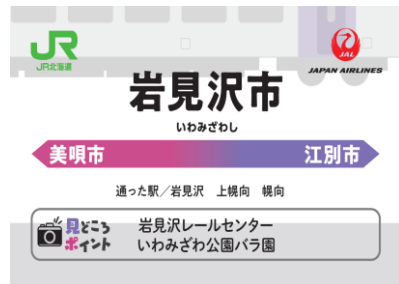 JR
JR北海道
JAL
JAPAN AIRLINES
岩見沢市
いわみざわし
美唄市
江別市
通った駅／岩見沢 上幌向 幌向
見どころ
ポイント
岩見沢レールセンター
いわみざわ公園バラ園